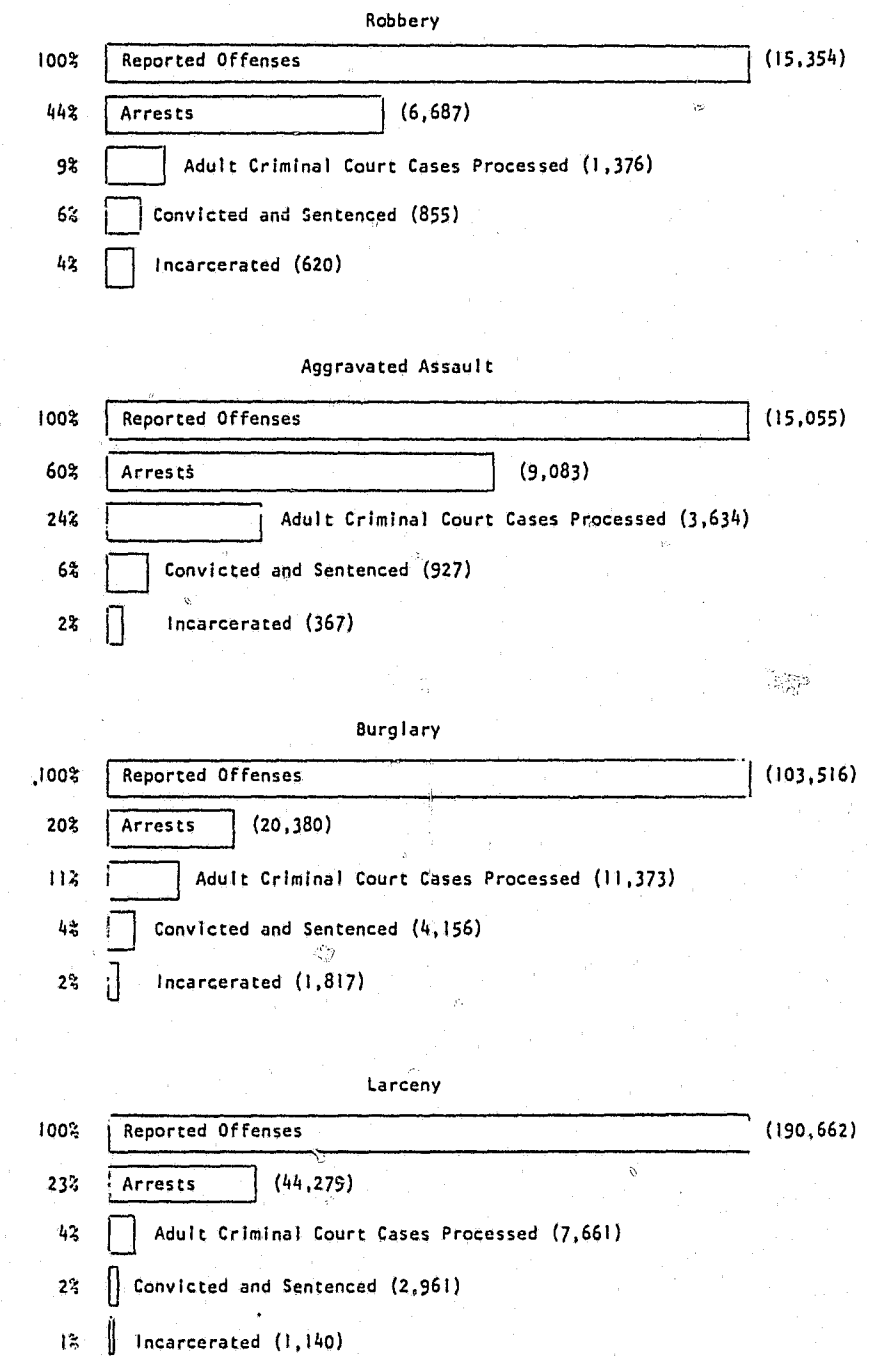 Robbery
100% Reported Offenses (15,354)
44% Arrests (6,687)
9% Adult Criminal Court Cases Processed (1,376)
6% Convicted and Sentenced (855)
4% Incarcerated (620)
Aggravated Assault
100% Reported Offenses (15,055)
60% Arrests (9,083)
24% Adult Criminal Court Cases Processed (3,634)
6% Convicted and Sentenced (927)
2% Incarcerated (367)
Burglary
100% Reported Offenses (103,516)
20% Arrests (20,380)
11% Adult Criminal Court Cases Processed (11,373)
4% Convicted and Sentenced (4,156)
2% Incarcerated (1,817)
Larceny
100% Reported Offenses (190,662)
23% Arrests (44,279)
4% Adult Criminal Court Cases Processed (7,661)
2% Convicted and Sentenced (2,961)
1% Incarcerated (1,140)